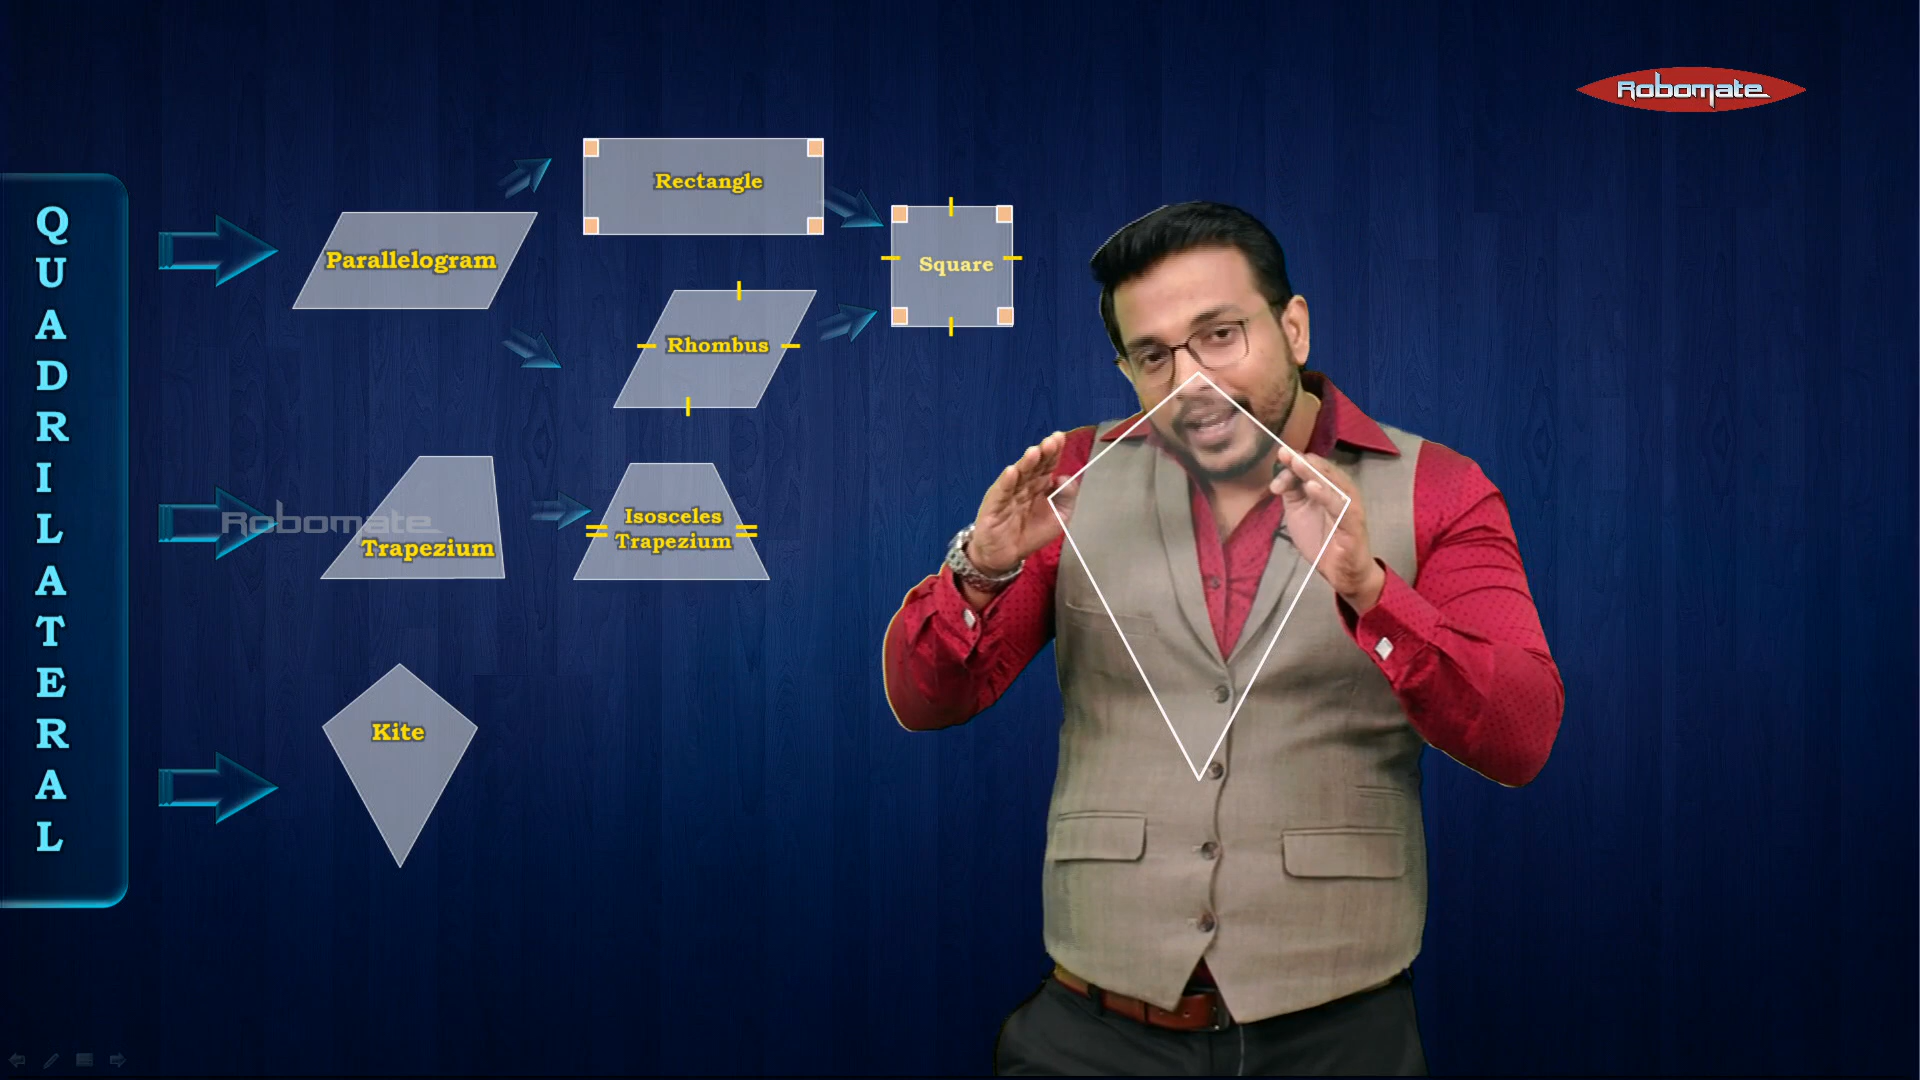 Robomate
QUADRILATERAL
Parallelogram
Rectangle
Rhombus
Square
Robomate
Trapezium
Isosceles
Trapezium
Kite